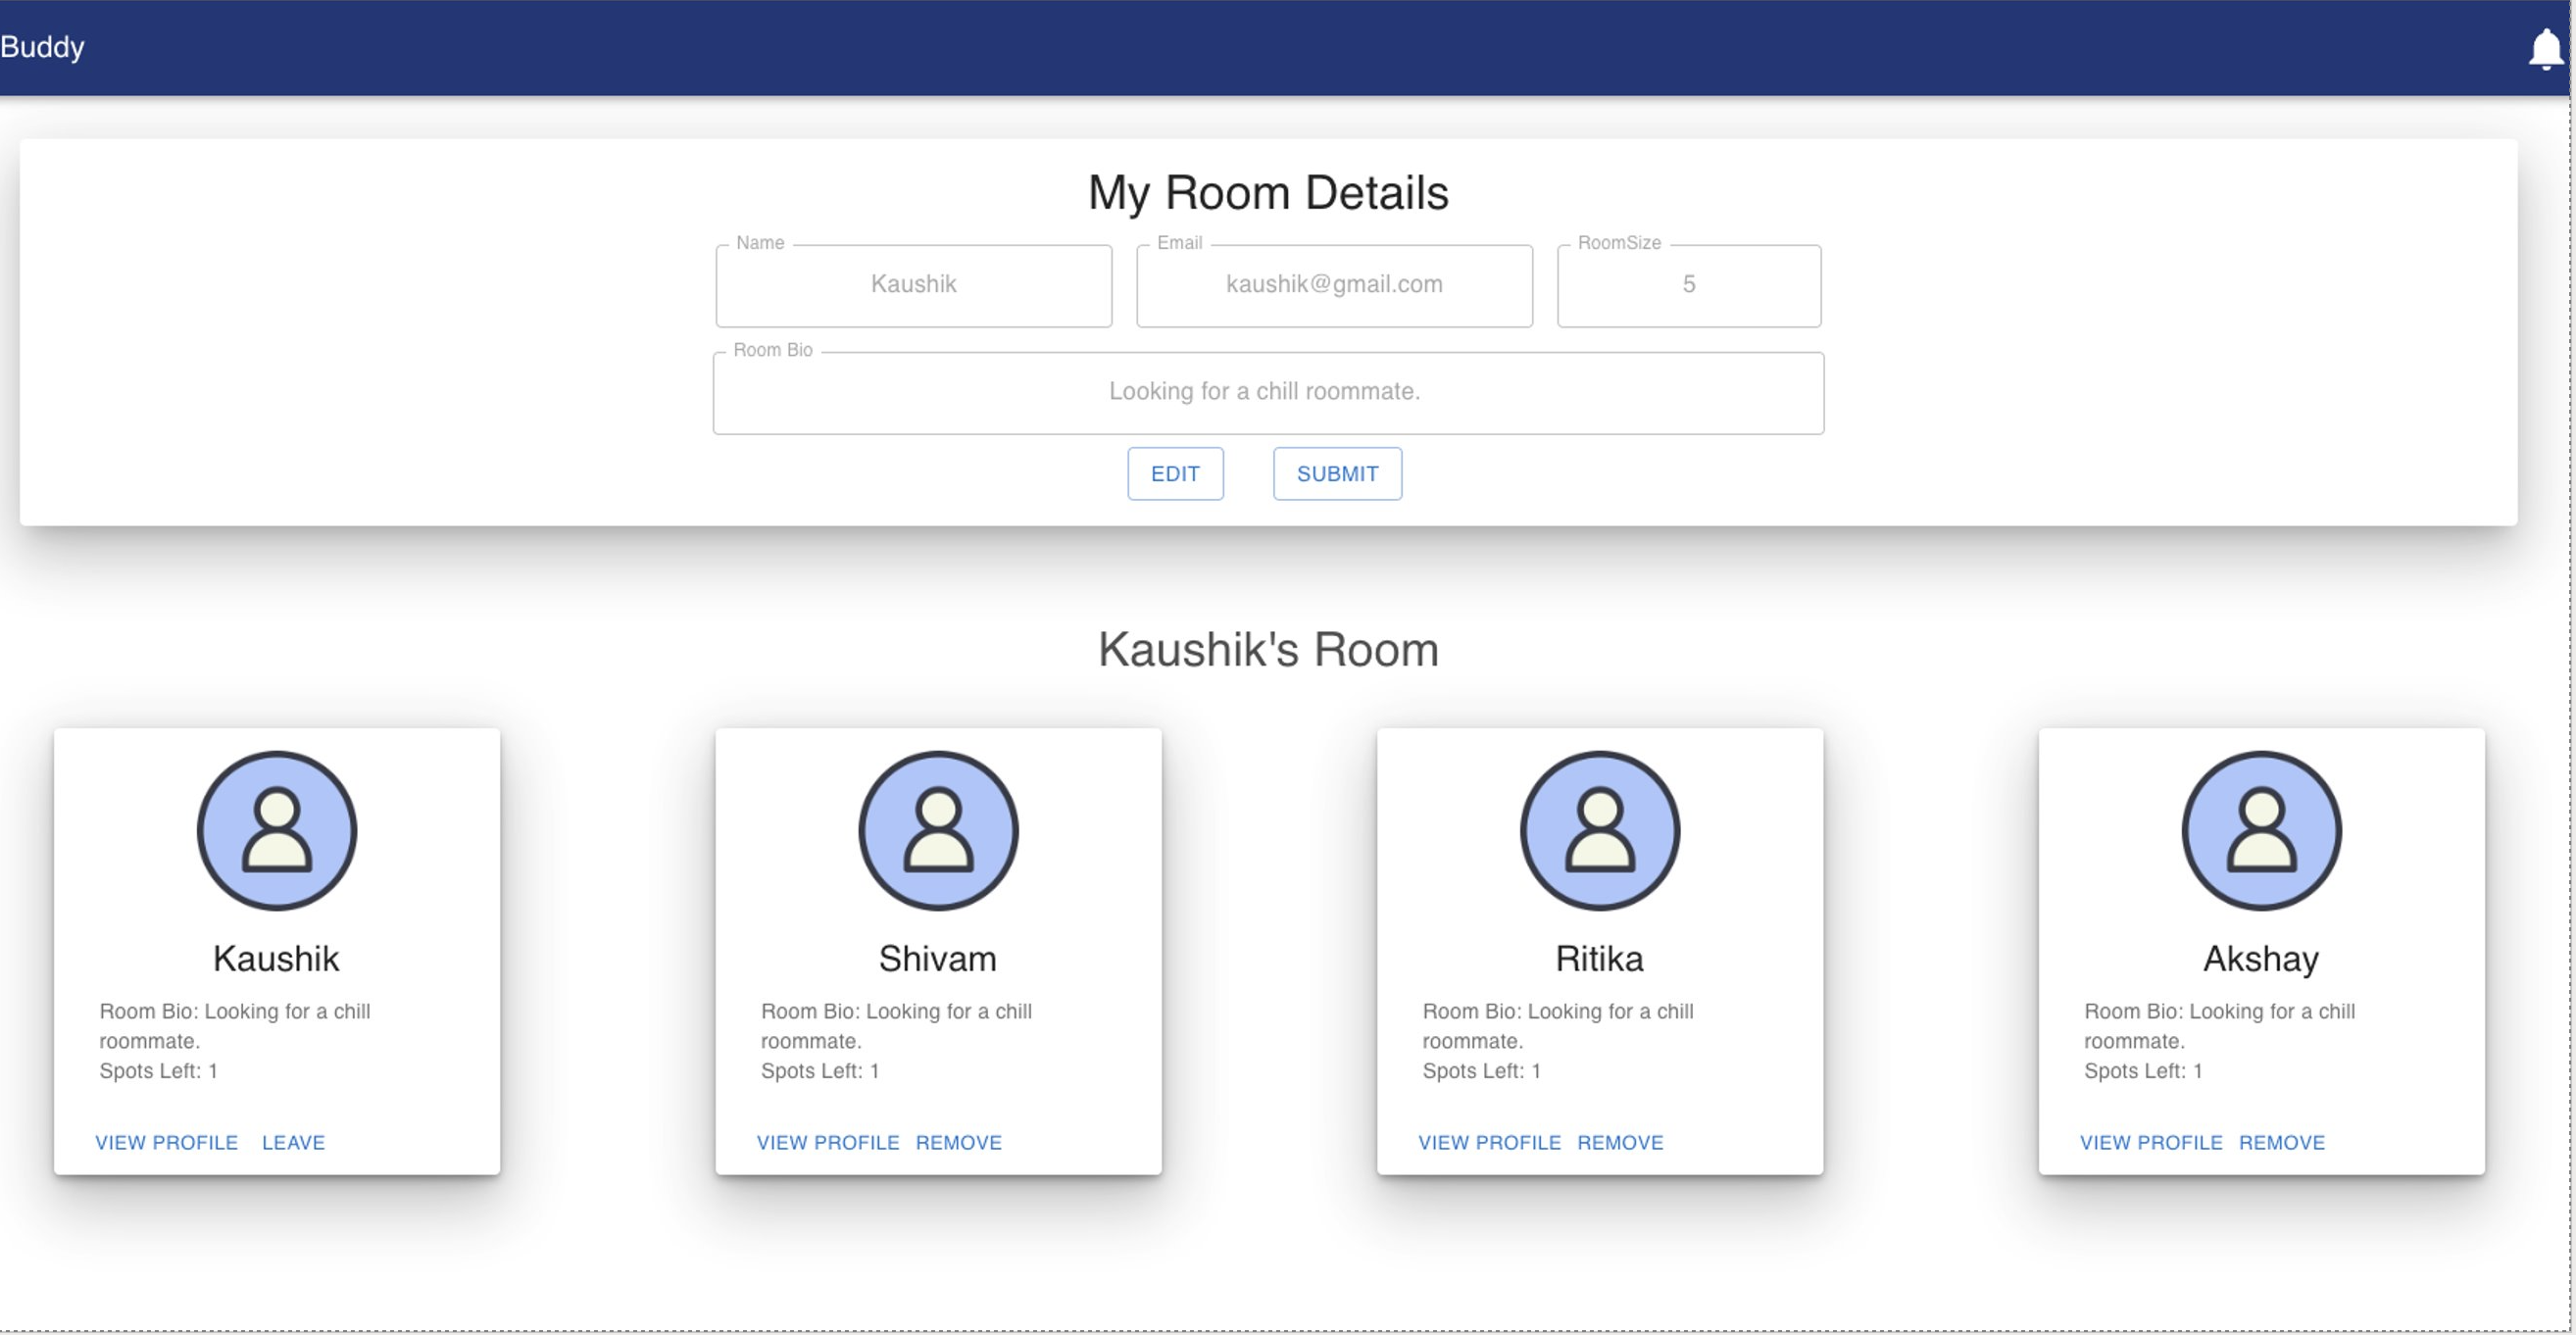 Buddy
My Room Details
Name Email RoomSize
Kaushik kaushik@gmail.com 5
Room Bio
Looking for a chill roommate.
EDIT SUBMIT
Kaushik's Room
Kaushik
Room Bio: Looking for a chill
roommate.
Spots Left: 1
VIEW PROFILE LEAVE
Shivam
Room Bio: Looking for a chill
roommate.
Spots Left: 1
VIEW PROFILE REMOVE
Ritika
Room Bio: Looking for a chill
roommate.
Spots Left: 1
VIEW PROFILE REMOVE
Akshay
Room Bio: Looking for a chill
roommate.
Spots Left: 1
VIEW PROFILE REMOVE